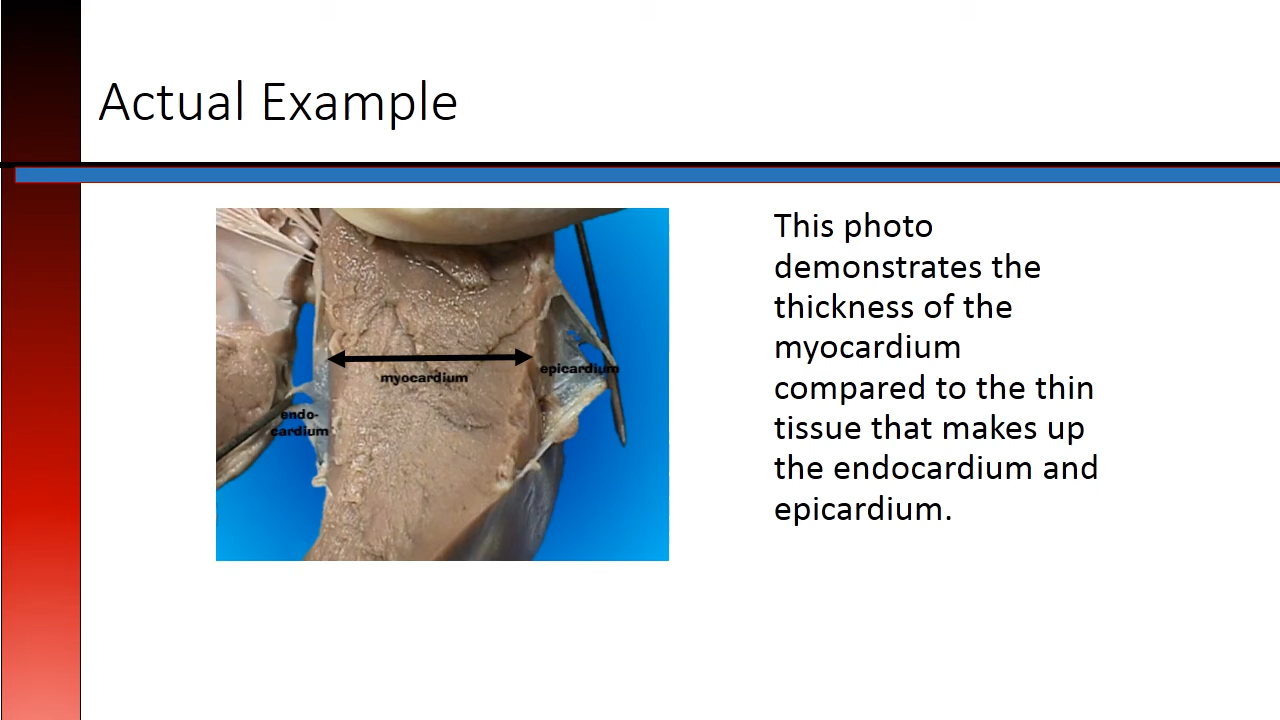 Actual Example
This photo
demonstrates the
thickness of the
myocardium
compared to the thin
tissue that makes up
the endocardium and
epicardium.
myocardium
epicardium
endo-
cardium